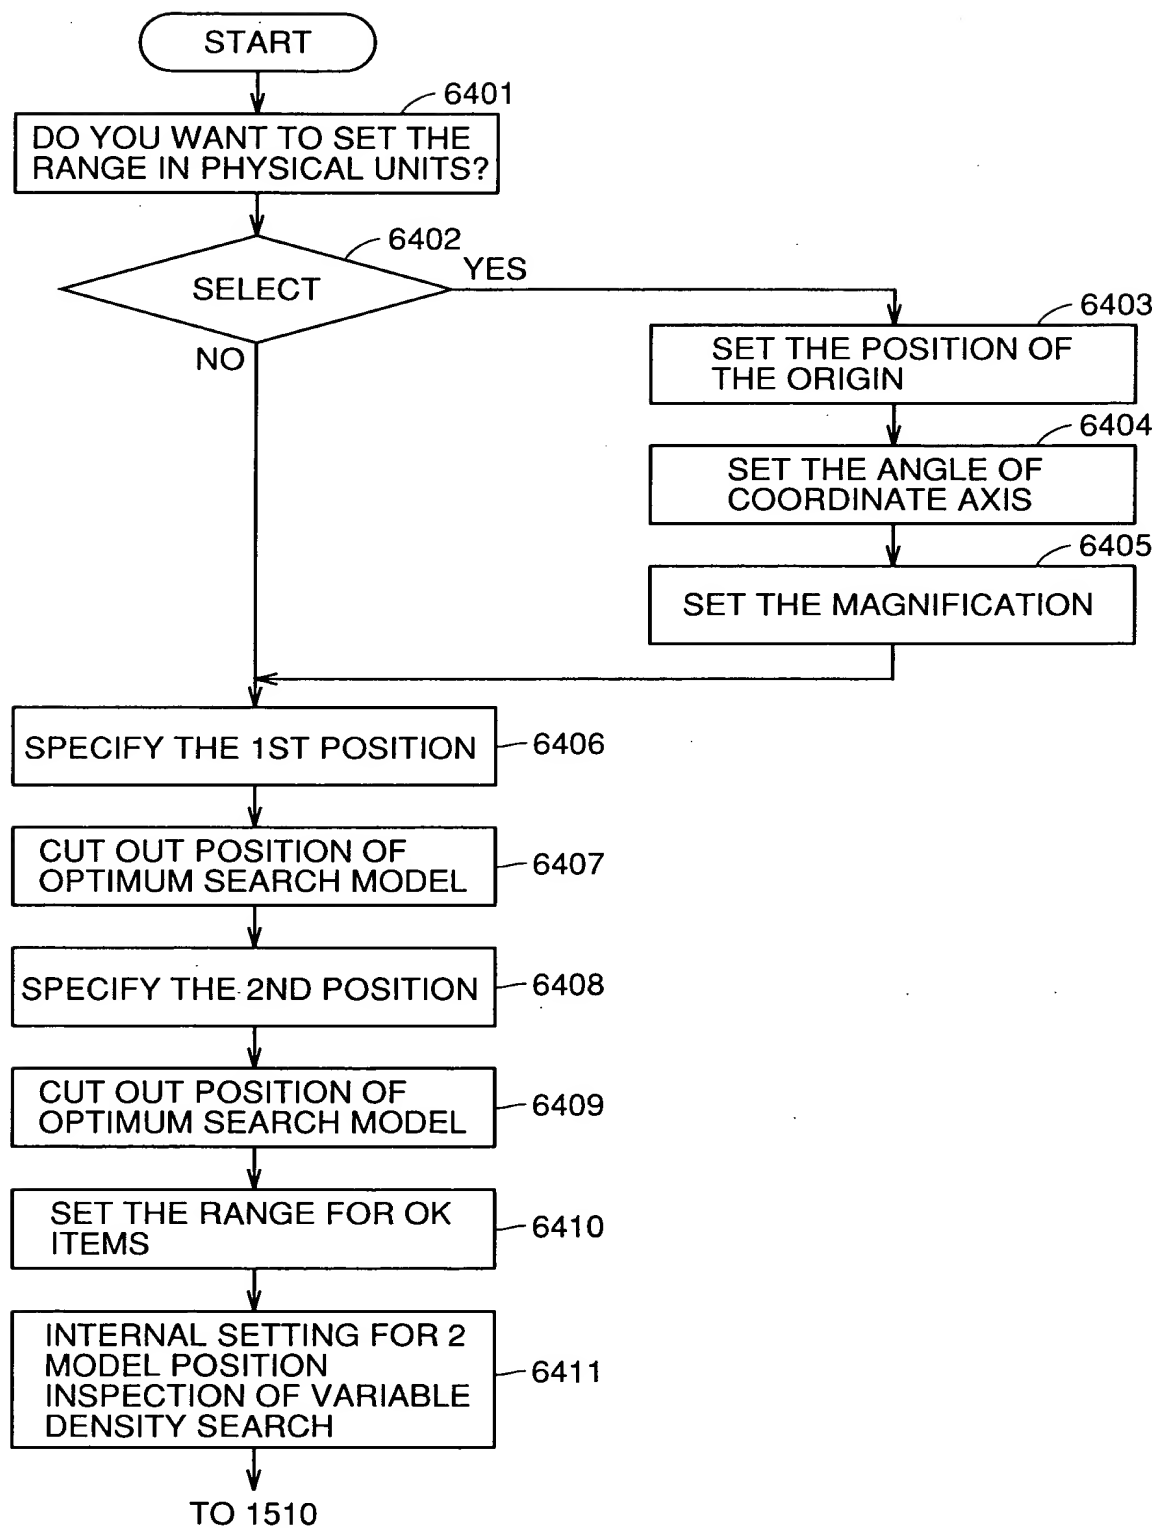 START
6401
DO YOU WANT TO SET THE
RANGE IN PHYSICAL UNITS?
6402
SELECT
YES
NO
6403
SET THE POSITION OF
THE ORIGIN
6404
SET THE ANGLE OF
COORDINATE AXIS
6405
SET THE MAGNIFICATION
SPECIFY THE 1ST POSITION
6406
CUT OUT POSITION OF
OPTIMUM SEARCH MODEL
6407
SPECIFY THE 2ND POSITION
6408
CUT OUT POSITION OF
OPTIMUM SEARCH MODEL
6409
SET THE RANGE FOR OK
ITEMS
6410
INTERNAL SETTING FOR 2
MODEL POSITION
INSPECTION OF VARIABLE
DENSITY SEARCH
6411
TO 1510